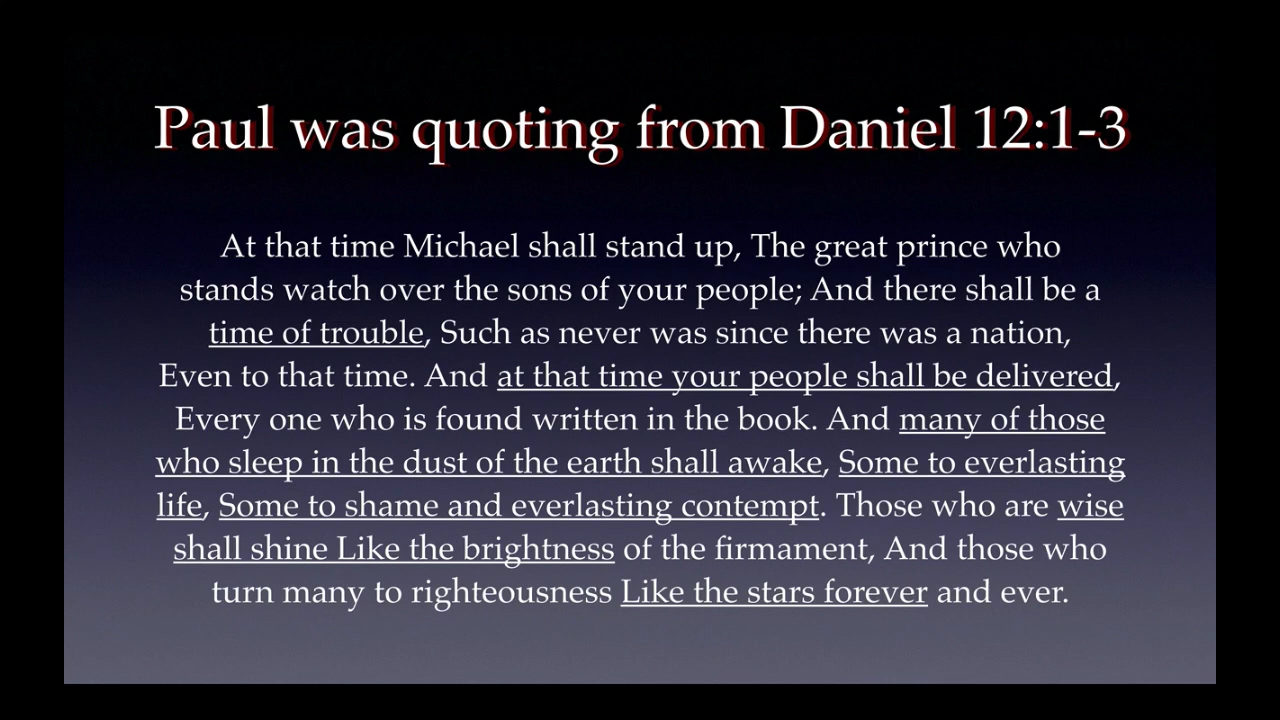 Paul was quoting from Daniel 12:1-3
At that time Michael shall stand up, The great prince who
stands watch over the sons of your people; And there shall be a
time of trouble, Such as never was since there was a nation,
Even to that time. And at that time your people shall be delivered,
Every one who is found written in the book. And many of those
who sleep in the dust of the earth shall awake, Some to everlasting
life, Some to shame and everlasting contempt. Those who are wise
shall shine Like the brightness of the firmament, And those who
turn many to righteousness Like the stars forever and ever.